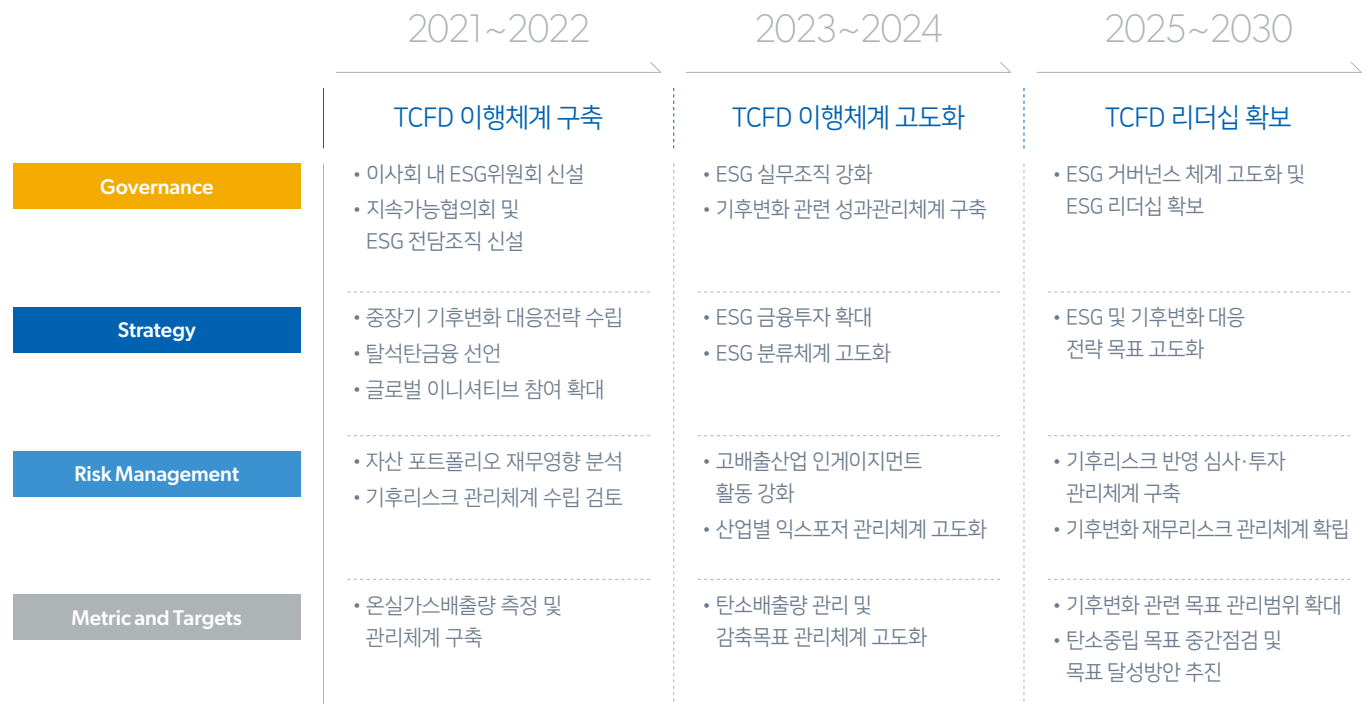 2021~2022
2023~2024
2025~2030
TCFD 이행체계 구축
TCFD 이행체계 고도화
TCFD 리더십 확보
Governance
• 이사회 내 ESG위원회 신설
• 지속가능협의회 및
ESG 전담조직 신설
• ESG 실무조직 강화
• 기후변화 관련 성과관리체계 구축
• ESG 거버넌스 체계 고도화 및
ESG 리더십 확보
Strategy
• 중장기 기후변화 대응전략 수립
• 탈석탄금융 선언
• 글로벌 이니셔티브 참여 확대
• ESG 금융투자 확대
• ESG 분류체계 고도화
• ESG 및 기후변화 대응
전략 목표 고도화
Risk Management
• 자산 포트폴리오 재무영향 분석
• 기후리스크 관리체계 수립 검토
• 고배출산업 인게이지먼트
활동 강화
• 산업별 익스포저 관리체계 고도화
• 기후리스크 반영 심사·투자
관리체계 구축
• 기후변화 재무리스크 관리체계 확립
Metric and Targets
• 온실가스배출량 측정 및
관리체계 구축
• 탄소배출량 관리 및
감축목표 관리체계 고도화
• 기후변화 관련 목표 관리범위 확대
• 탄소중립 목표 중간점검 및
목표 달성방안 추진